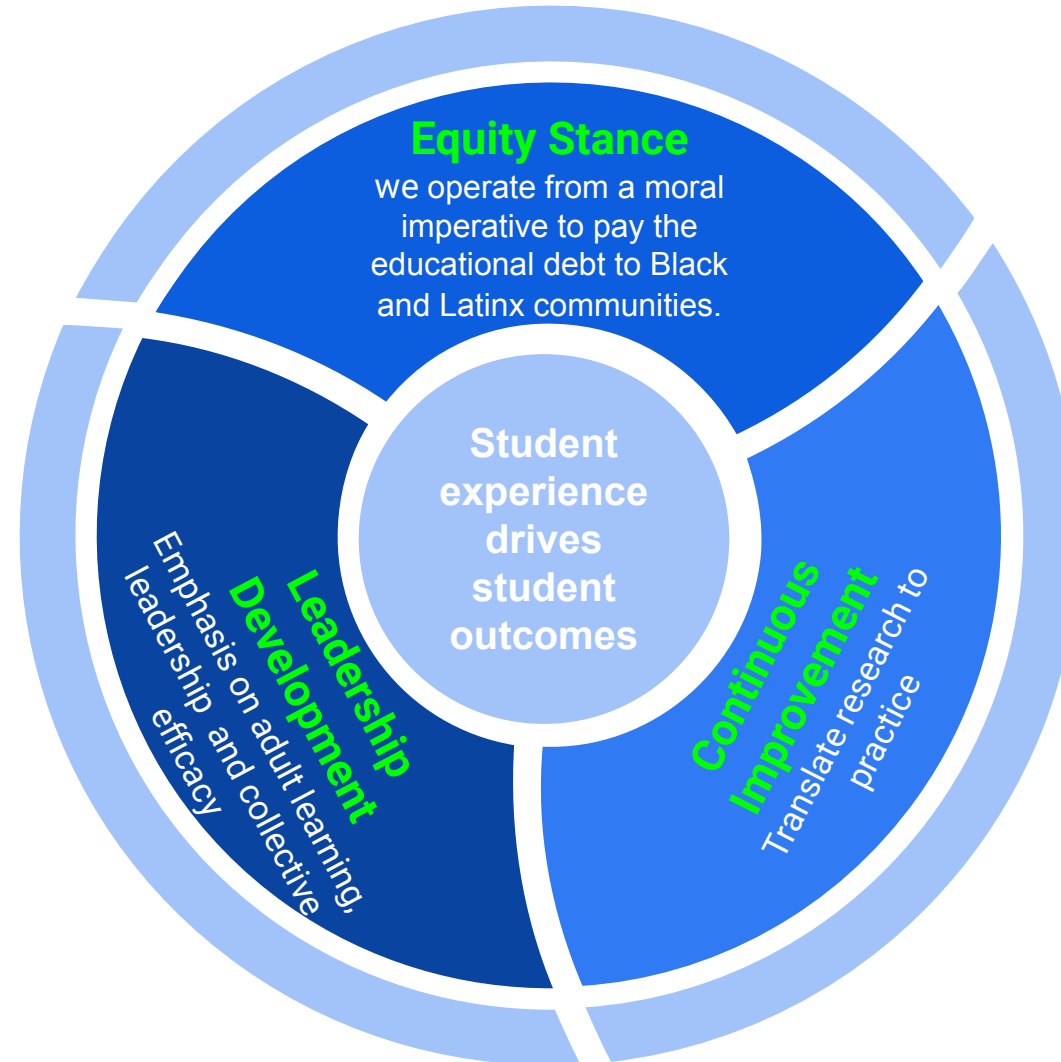 Equity Stance
we operate from a moral
imperative to pay the
educational debt to Black
and Latinx communities.
Student
experience
drives
student
outcomes
Leadership
Development
Emphasis on adult learning,
leadership and collective
efficacy
Continuous
Improvement
Translate research to
practice